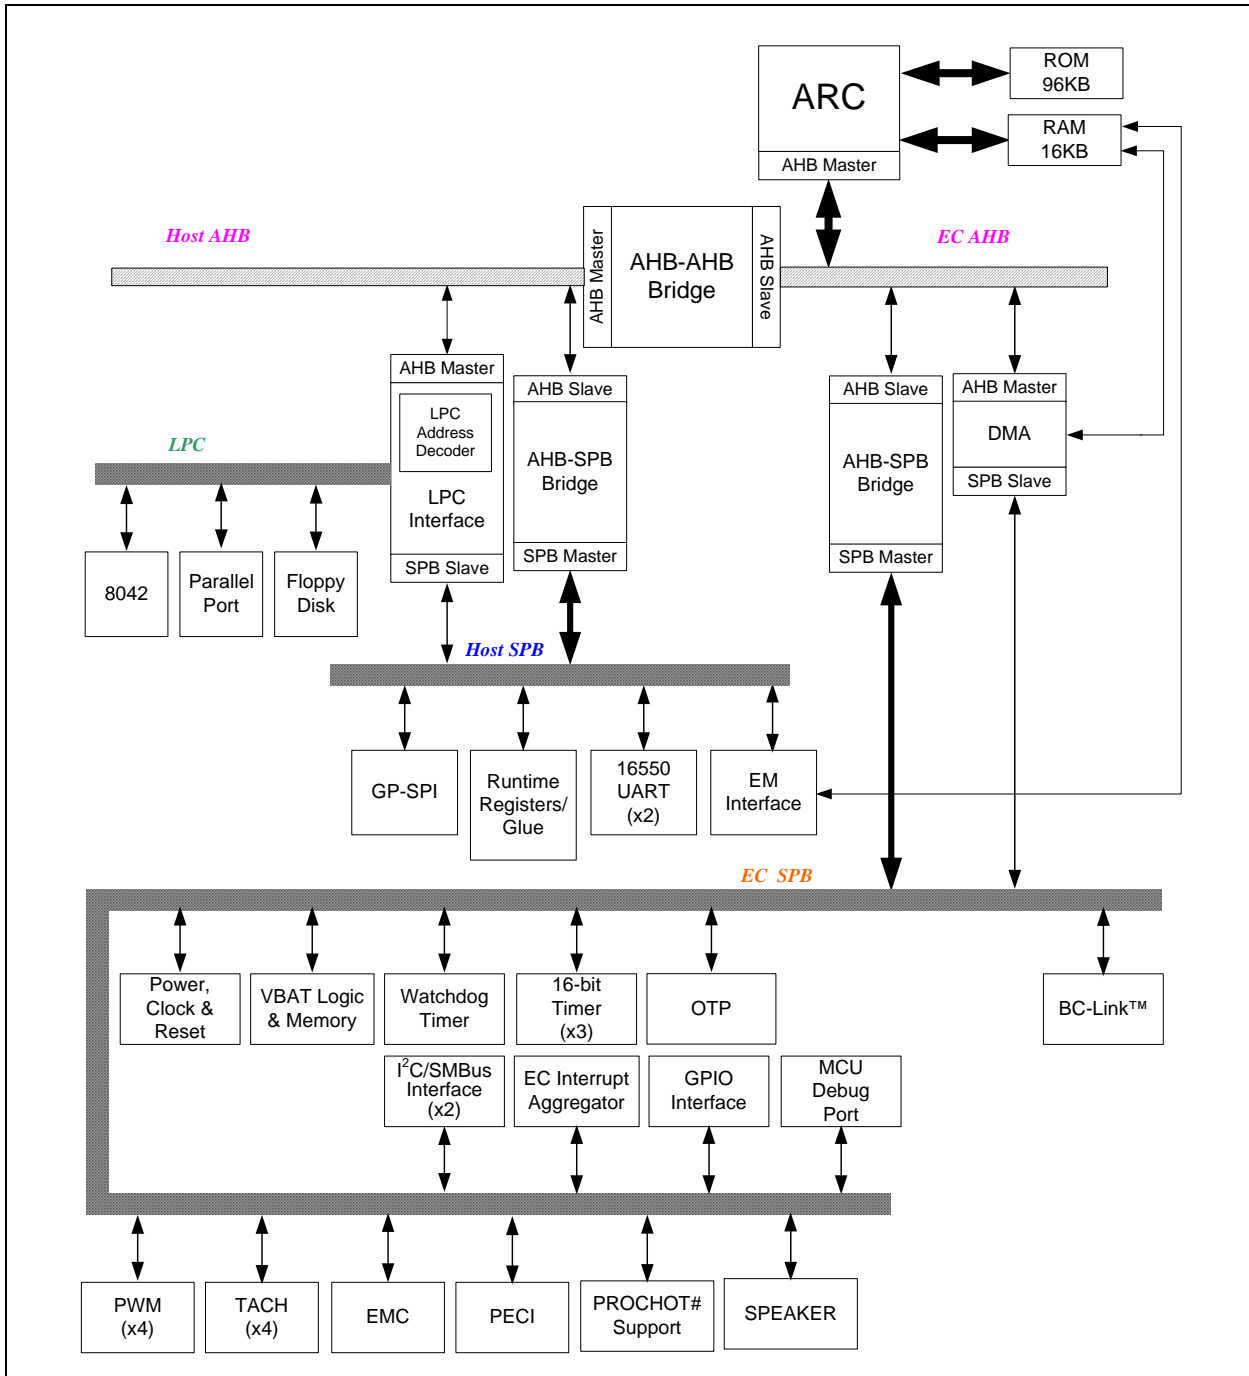 ARC
AHB Master
ROM
96KB
RAM
16KB
Host AHB
AHB Master
AHB-AHB
Bridge
AHB Slave
EC AHB
AHB Master
LPC
Address
Decoder
LPC
Interface
SPB Slave
AHB Slave
AHB-SPB
Bridge
SPB Master
AHB Slave
AHB-SPB
Bridge
SPB Master
AHB Master
DMA
SPB Slave
LPC
8042
Parallel
Port
Floppy
Disk
Host SPB
GP-SPI
Runtime
Registers/
Glue
16550
UART
(x2)
EM
Interface
EC SPB
Power,
Clock &
Reset
VBAT Logic
& Memory
Watchdog
Timer
16-bit
Timer
(x3)
OTP
BC-Link™
I²C/SMBus
Interface
(x2)
EC Interrupt
Aggregator
GPIO
Interface
MCU
Debug
Port
PWM
(x4)
TACH
(x4)
EMC
PECI
PROCHOT#
Support
SPEAKER